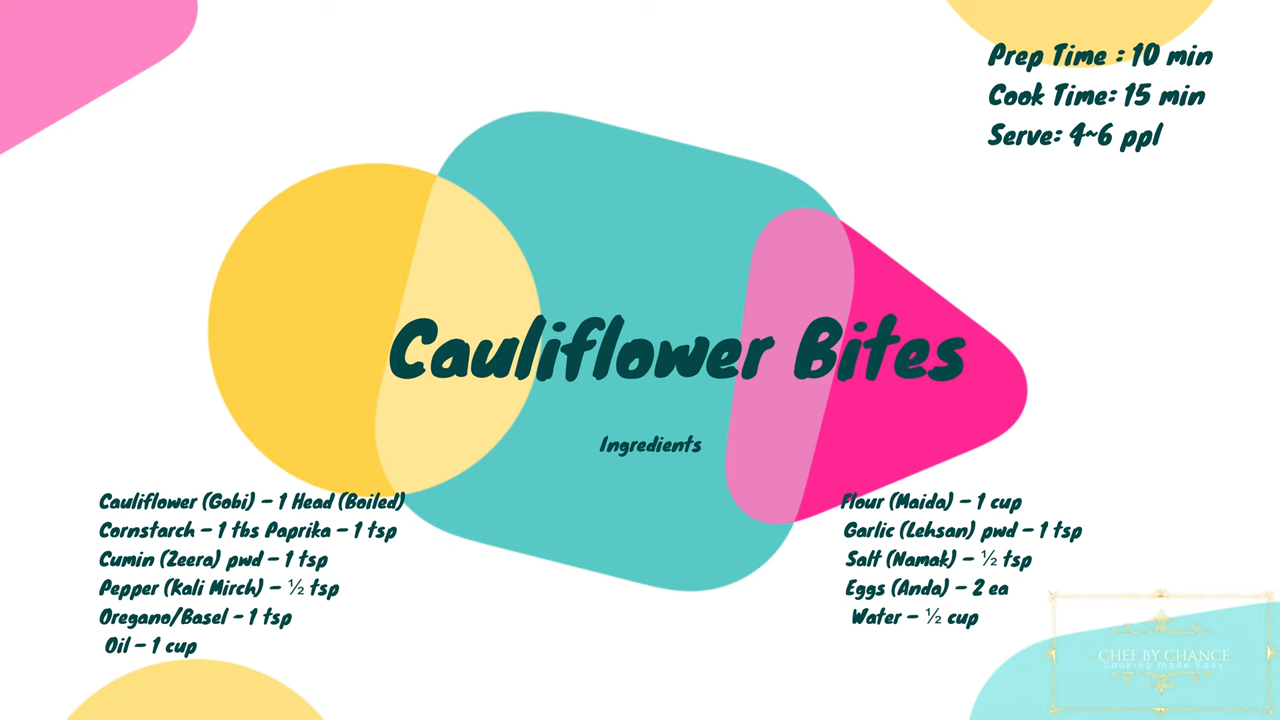 Prep Time : 10 min
Cook Time: 15 min
Serve: 4~6 ppl
Cauliflower Bites
Ingredients
Cauliflower (Gobi) – 1 Head (Boiled)
Cornstarch – 1 tbs Paprika – 1 tsp
Cumin (Zeera) pwd – 1 tsp
Pepper (Kali Mirch) – ½ tsp
Oregano/Basel – 1 tsp
Oil – 1 cup
Flour (Maida) – 1 cup
Garlic (Lehsan) pwd – 1 tsp
Salt (Namak) – ½ tsp
Eggs (Anda) – 2 ea
Water – ½ cup
CHEF BY CHANCE
Cooking made Easy